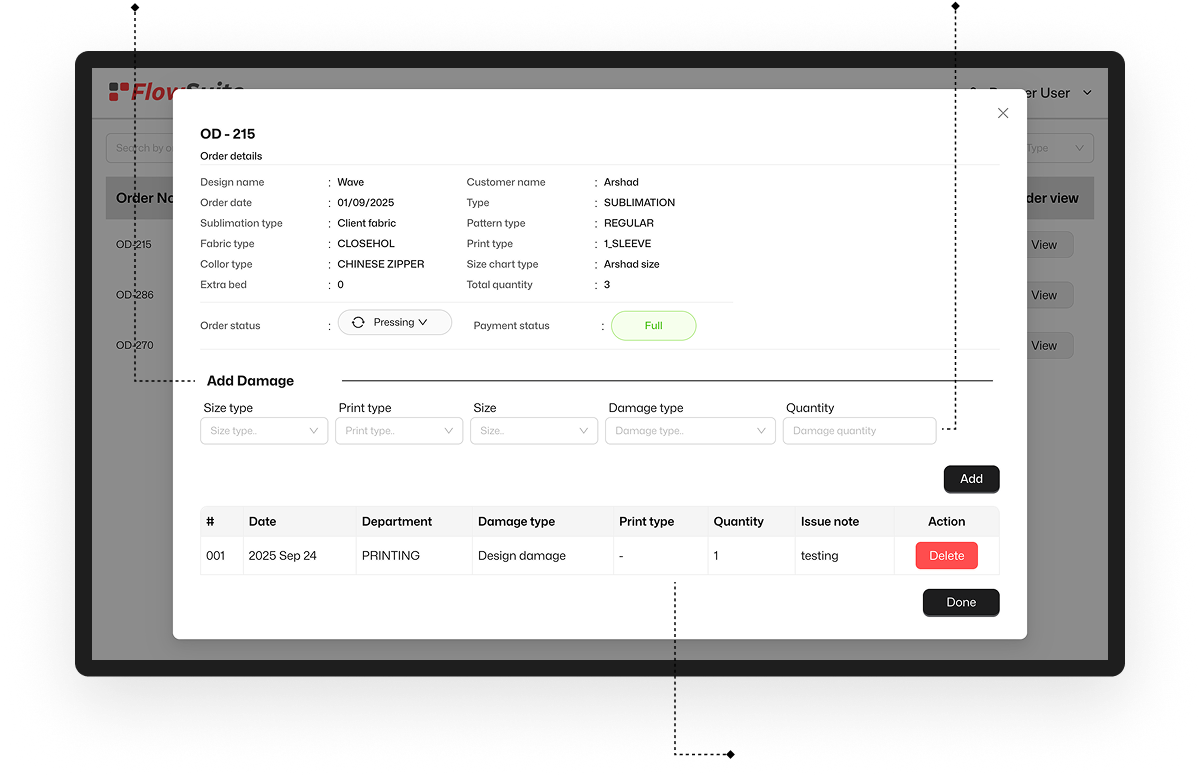 FlowSuite
er User
Search by o
Type
Order No
der view
OD-215
View
OD-286
View
OD-270
View
OD - 215
Order details
Design name : Wave Customer name : Arshad
Order date : 01/09/2025 Type : SUBLIMATION
Sublimation type : Client fabric Pattern type : REGULAR
Fabric type : CLOSEHOL Print type : 1_SLEEVE
Collor type : CHINESE ZIPPER Size chart type : Arshad size
Extra bed : 0 Total quantity : 3
Order status : Pressing Payment status : Full
Add Damage
Size type Print type Size Damage type Quantity
Size type.. Print type.. Size.. Damage type.. Damage quantity
Add
# Date Department Damage type Print type Quantity Issue note Action
001 2025 Sep 24 PRINTING Design damage - 1 testing Delete
Done